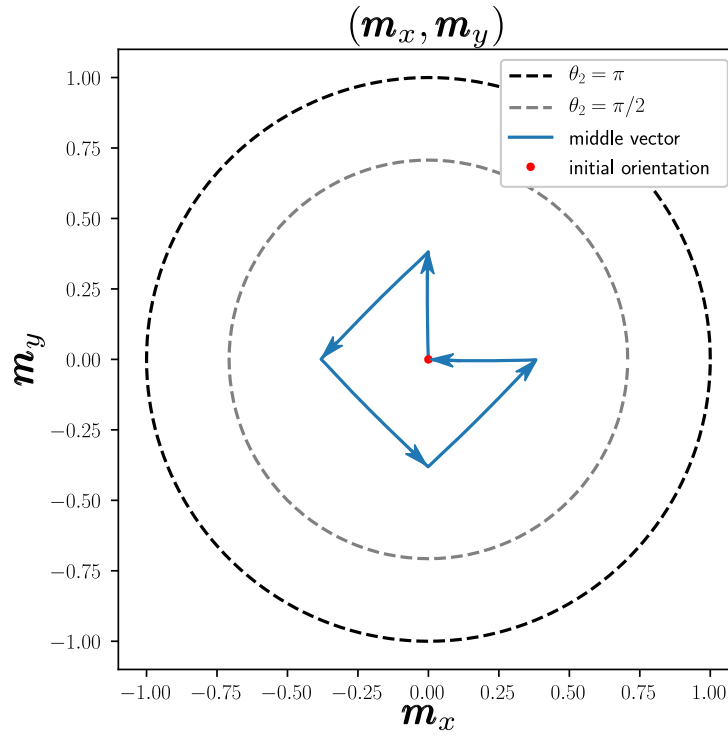 (m_x, m_y)
θ₂ = π
θ₂ = π/2
middle vector
initial orientation
1.00
0.75
0.50
0.25
0.00
−0.25
−0.50
−0.75
−1.00
m_y
−1.00 −0.75 −0.50 −0.25 0.00 0.25 0.50 0.75 1.00
m_x